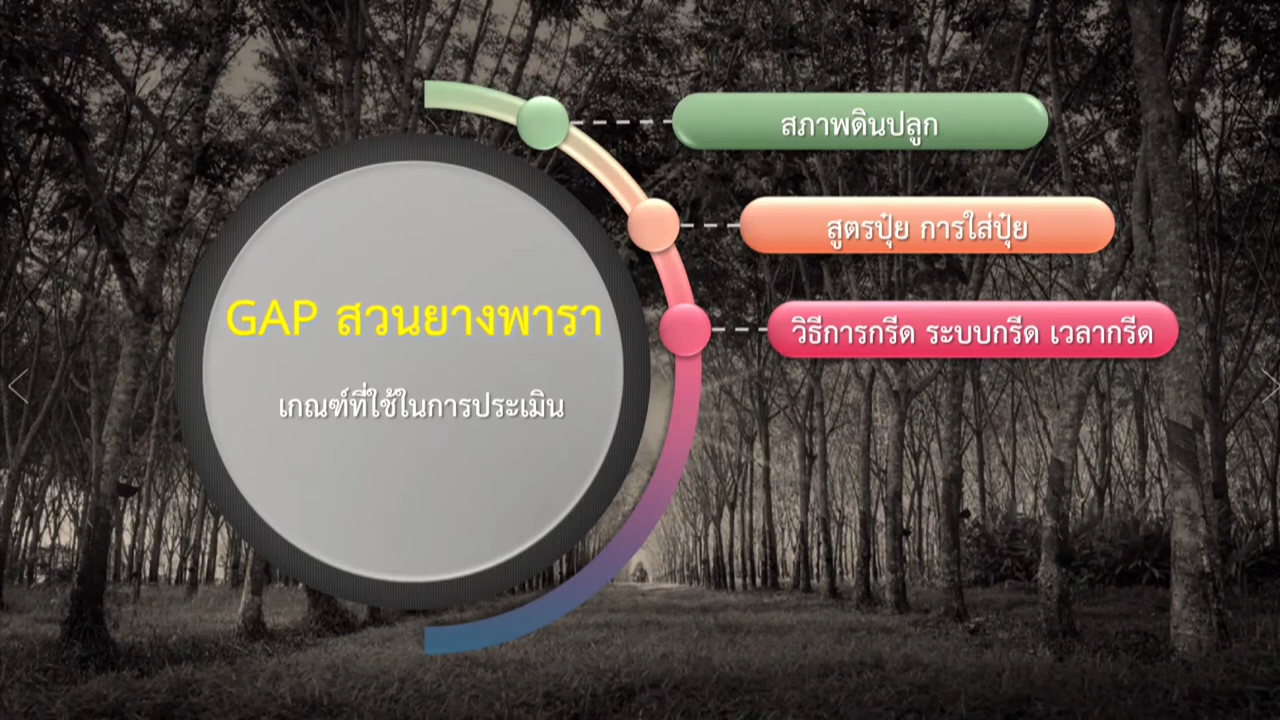 GAP สวนยางพารา
เกณฑ์ที่ใช้ในการประเมิน
สภาพดินปลูก
สูตรปุ๋ย การใส่ปุ๋ย
วิธีการกรีด ระบบกรีด เวลากรีด